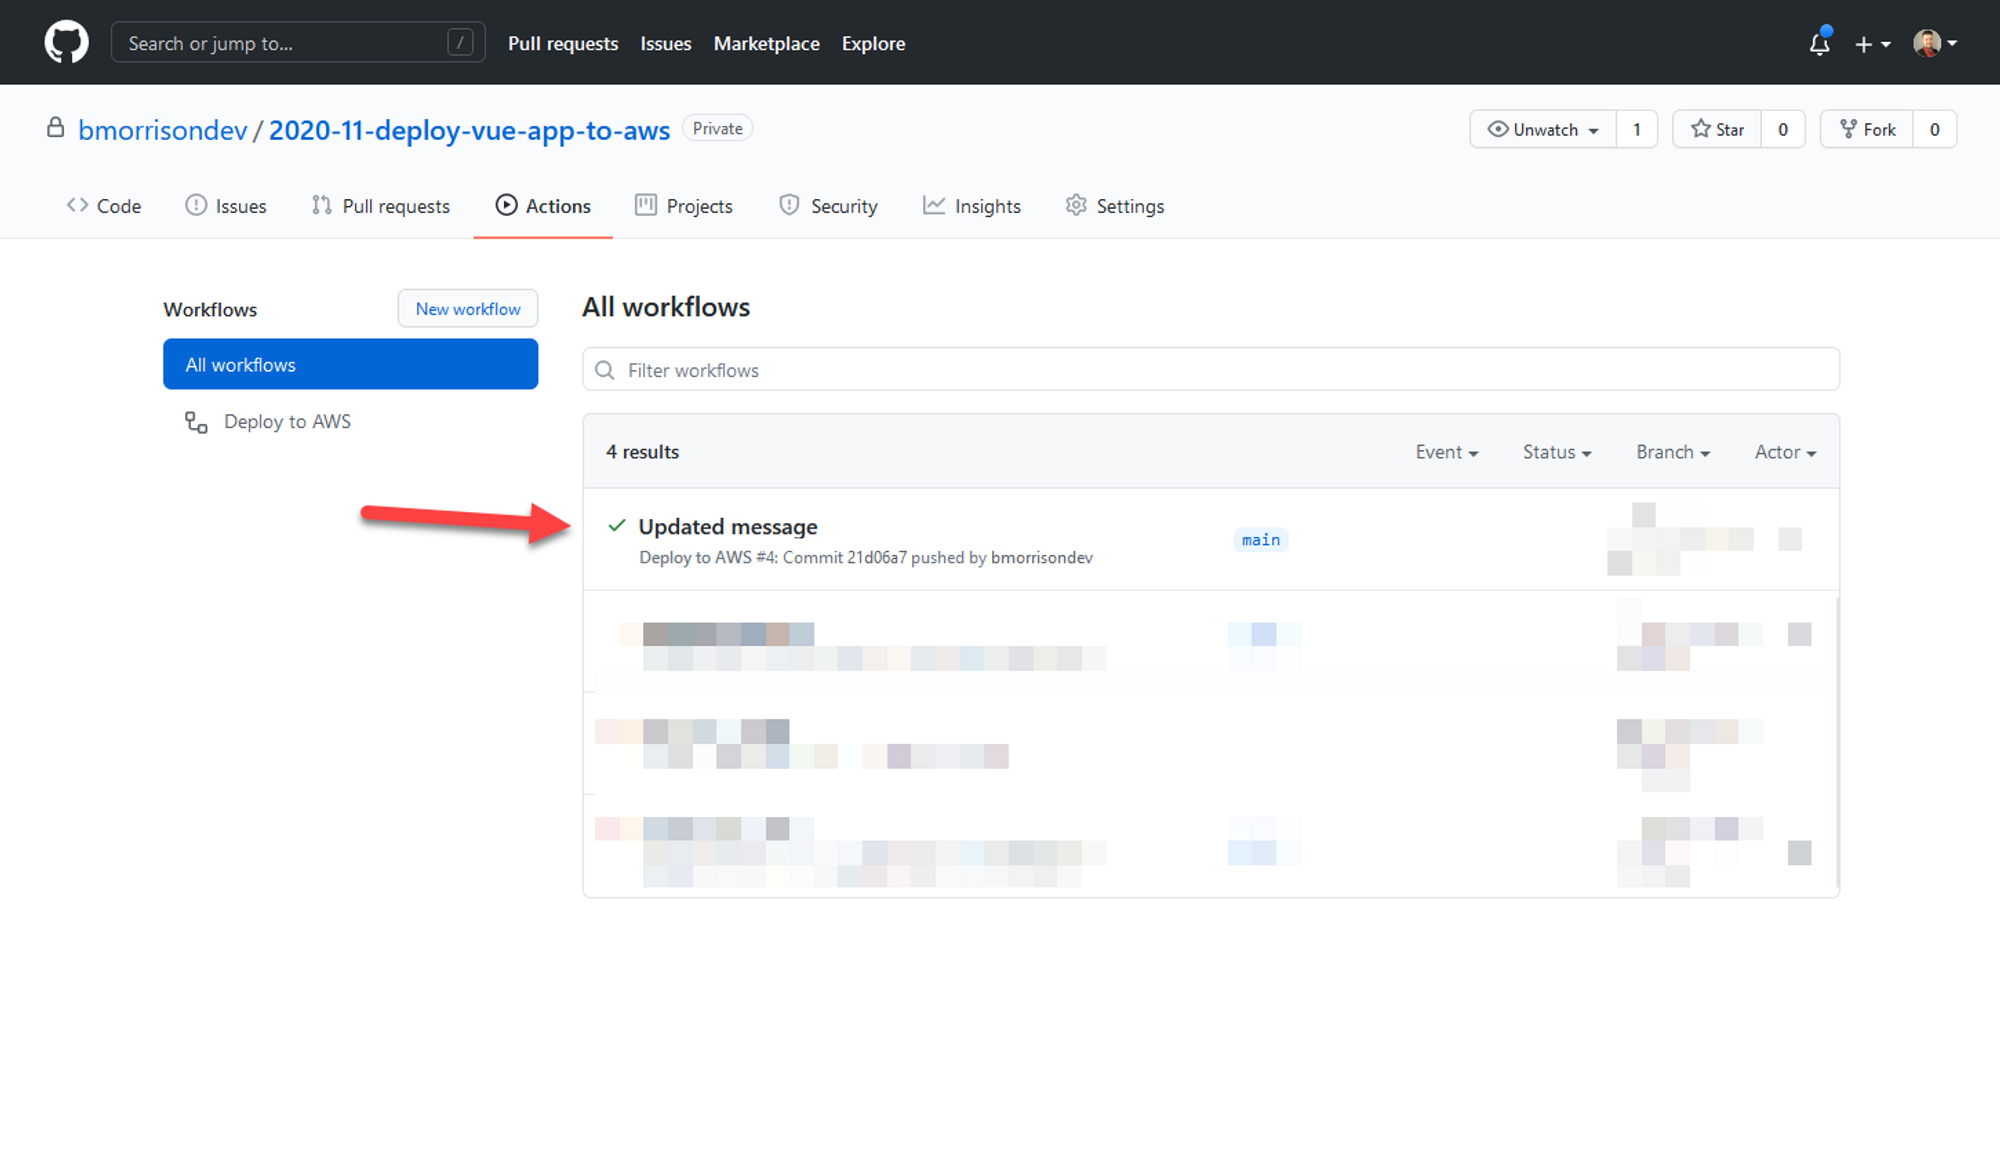 Search or jump to... / Pull requests Issues Marketplace Explore
bmorrisondev / 2020-11-deploy-vue-app-to-aws Private Unwatch 1 Star 0 Fork 0
Code Issues Pull requests Actions Projects Security Insights Settings
Workflows New workflow
All workflows
Deploy to AWS
All workflows
Filter workflows
4 results Event Status Branch Actor
Updated message
Deploy to AWS #4: Commit 21d06a7 pushed by bmorrisondev
main